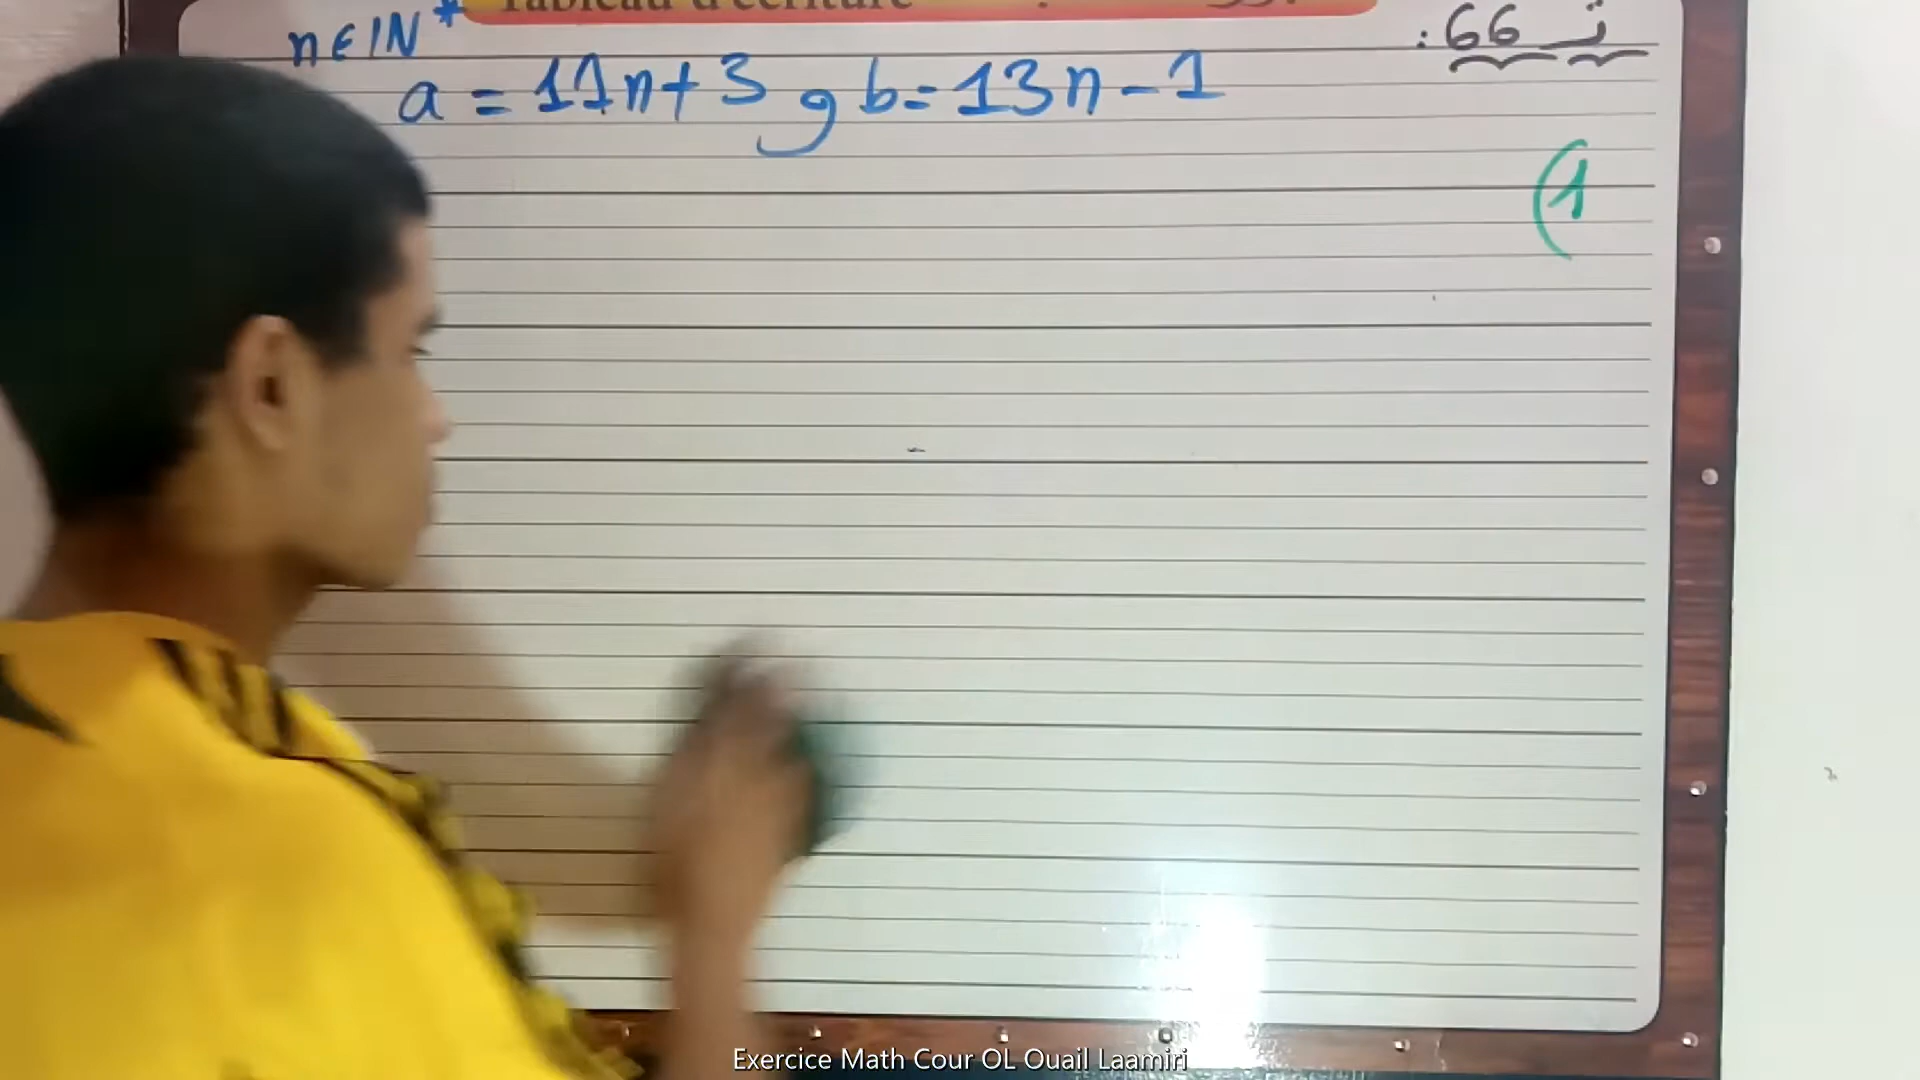 Tableau d'écriture
n ∈ IN*
ت 66 :
a = 11n + 3 و b = 13n - 1
(1
Exercice Math Cour OL Ouail Laamiri